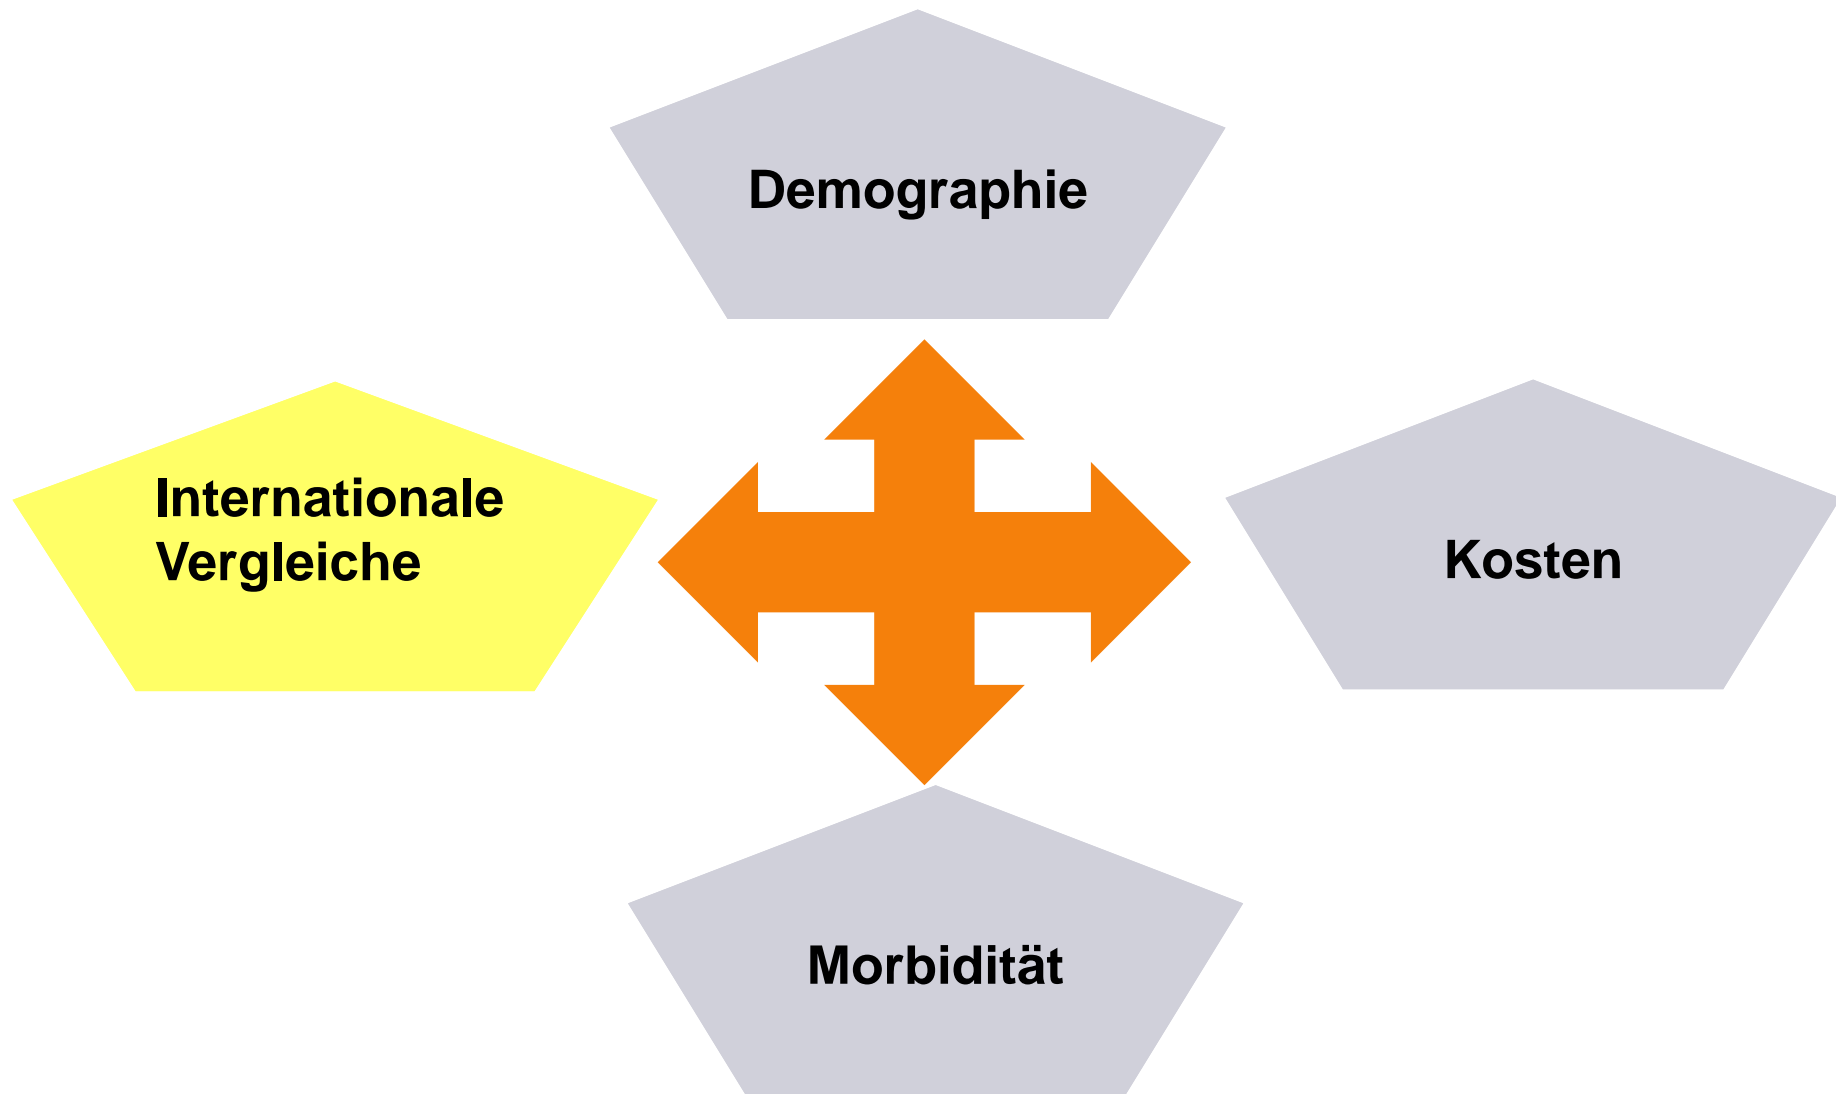 Demographie
Internationale
Vergleiche
Kosten
Morbidität